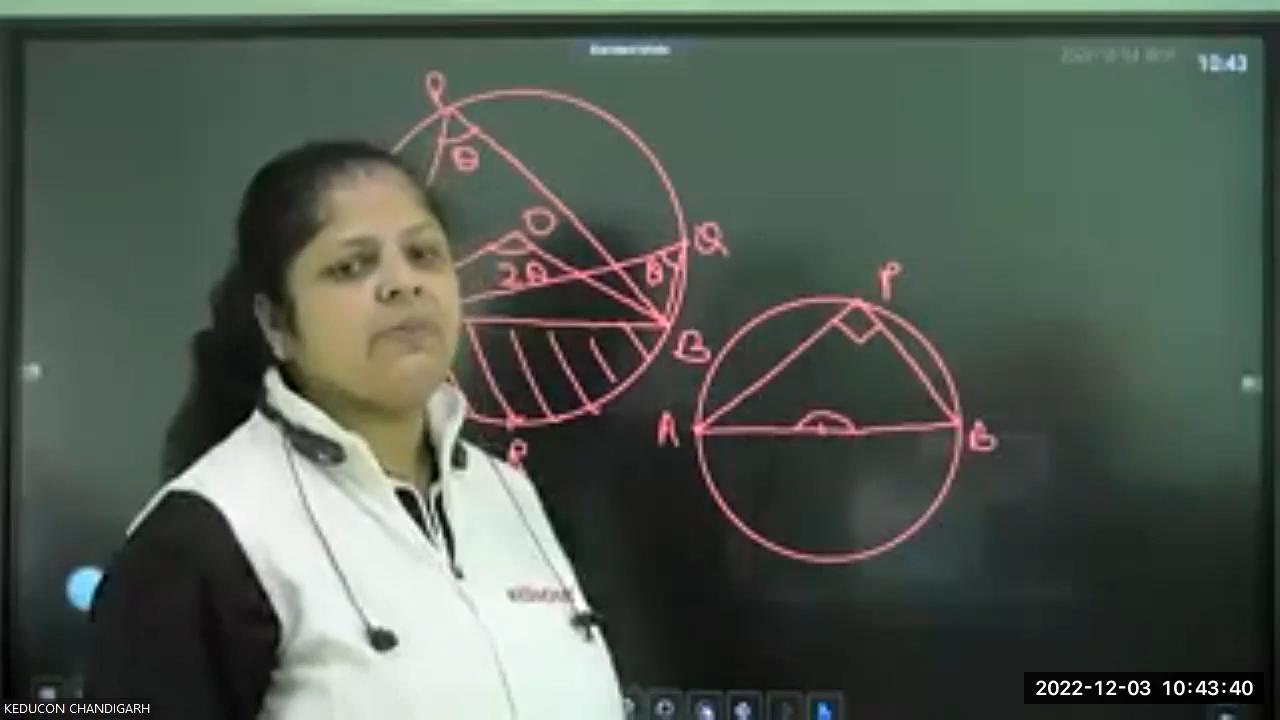 10:43
P
θ
O
2θ
Q
θ
B
R
P
A
B
2022-12-03 10:43:40
KEDUCON CHANDIGARH